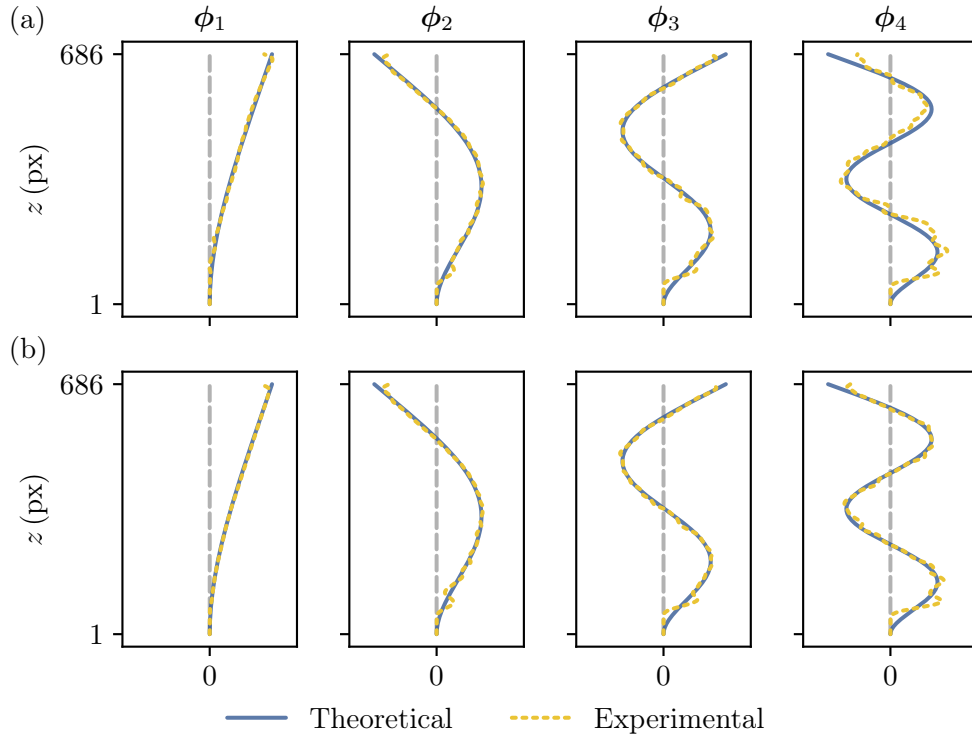 (a) ϕ1 ϕ2 ϕ3 ϕ4
686
z (px)
1
(b)
686
z (px)
1
0 0 0 0
Theoretical Experimental